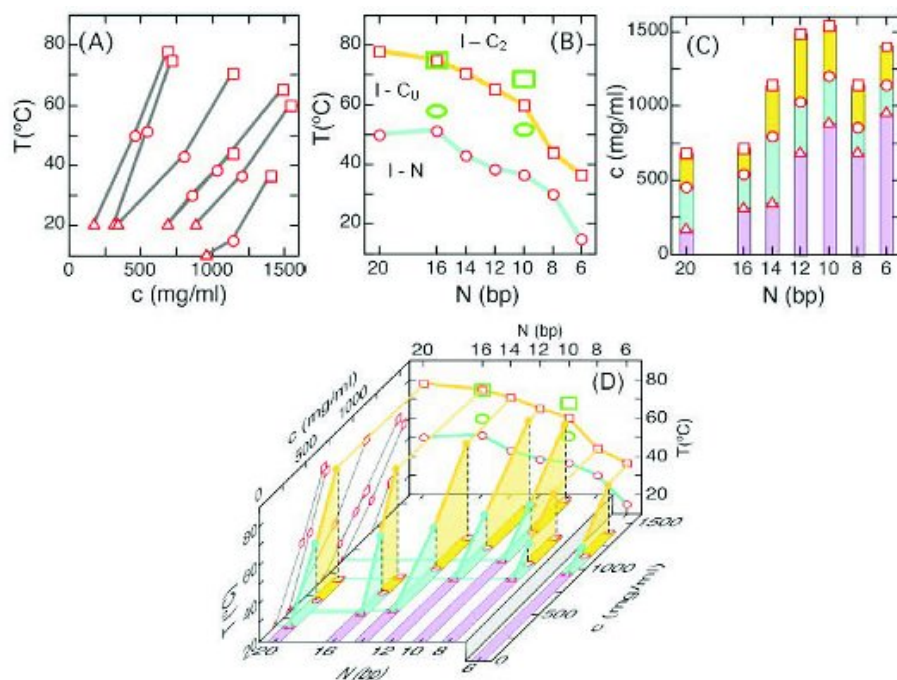 (A)
T(°C)
80
60
40
20
0 500 1000 1500
c (mg/ml)
(B)
T(°C)
80
60
40
20
I – C2
I – CU
I – N
20 16 14 12 10 8 6
N (bp)
(C)
c (mg/ml)
1500
1000
500
0
20 16 14 12 10 8 6
N (bp)
(D)
N (bp)
20 16 14 12 10 8 6
c (mg/ml)
0 500 1000
T(°C)
80
60
40
20
80
60
40
20
20 16 12 10 8 6
N (bp)
0 500 1000 1500
c (mg/ml)